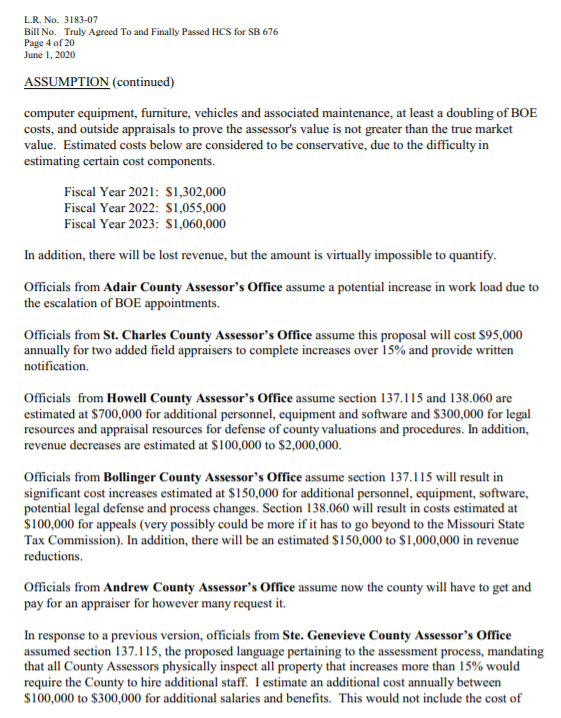 L.R. No. 3183-07
Bill No. Truly Agreed To and Finally Passed HCS for SB 676
Page 4 of 20
June 1, 2020
ASSUMPTION (continued)
computer equipment, furniture, vehicles and associated maintenance, at least a doubling of BOE
costs, and outside appraisals to prove the assessor's value is not greater than the true market
value. Estimated costs below are considered to be conservative, due to the difficulty in
estimating certain cost components.
Fiscal Year 2021: $1,302,000
Fiscal Year 2022: $1,055,000
Fiscal Year 2023: $1,060,000
In addition, there will be lost revenue, but the amount is virtually impossible to quantify.
Officials from Adair County Assessor's Office assume a potential increase in work load due to
the escalation of BOE appointments.
Officials from St. Charles County Assessor's Office assume this proposal will cost $95,000
annually for two added field appraisers to complete increases over 15% and provide written
notification.
Officials from Howell County Assessor's Office assume section 137.115 and 138.060 are
estimated at $700,000 for additional personnel, equipment and software and $300,000 for legal
resources and appraisal resources for defense of county valuations and procedures. In addition,
revenue decreases are estimated at $100,000 to $2,000,000.
Officials from Bollinger County Assessor's Office assume section 137.115 will result in
significant cost increases estimated at $150,000 for additional personnel, equipment, software,
potential legal defense and process changes. Section 138.060 will result in costs estimated at
$100,000 for appeals (very possibly could be more if it has to go beyond to the Missouri State
Tax Commission). In addition, there will be an estimated $150,000 to $1,000,000 in revenue
reductions.
Officials from Andrew County Assessor's Office assume now the county will have to get and
pay for an appraiser for however many request it.
In response to a previous version, officials from Ste. Genevieve County Assessor's Office
assumed section 137.115, the proposed language pertaining to the assessment process, mandating
that all County Assessors physically inspect all property that increases more than 15% would
require the County to hire additional staff. I estimate an additional cost annually between
$100,000 to $300,000 for additional salaries and benefits. This would not include the cost of